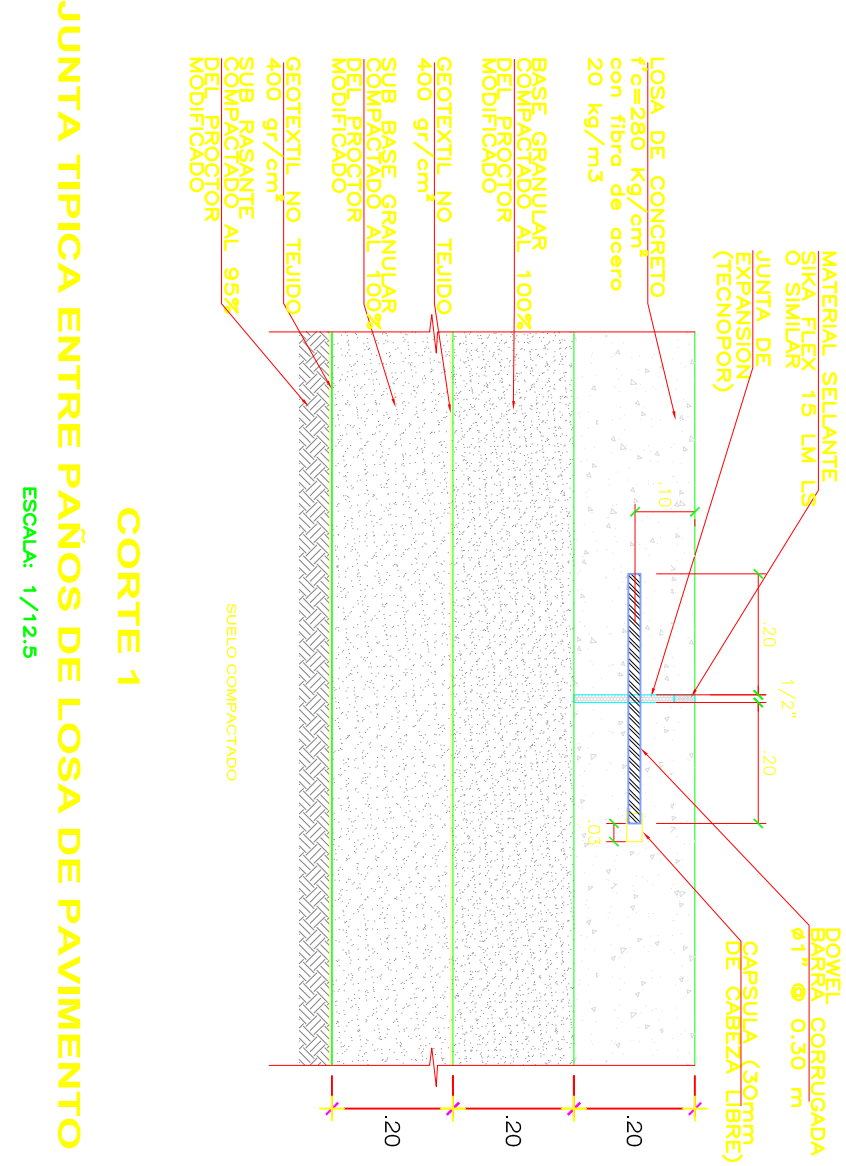 MATERIAL SELLANTE
SIKA FLEX 15 LM LS
O SIMILAR
JUNTA DE
EXPANSION
(TECNOPOR)
LOSA DE CONCRETO
f'c=280 Kg/cm²
con fibra de acero
20 kg/m3
BASE GRANULAR
COMPACTADO AL 100%
DEL PROCTOR
MODIFICADO
GEOTEXTIL NO TEJIDO
400 gr/cm²
SUB BASE GRANULAR
COMPACTADO AL 100%
DEL PROCTOR
MODIFICADO
GEOTEXTIL NO TEJIDO
400 gr/cm²
SUB RASANTE
COMPACTADO AL 95%
DEL PROCTOR
MODIFICADO
.20
1/2"
.20
.10
.03
DOWEL
BARRA CORRUGADA
ø1" @ 0.30 m
CAPSULA (30mm
DE CABEZA LIBRE)
.20
.20
.20
SUELO COMPACTADO
CORTE 1
JUNTA TIPICA ENTRE PAÑOS DE LOSA DE PAVIMENTO
ESCALA: 1/12.5